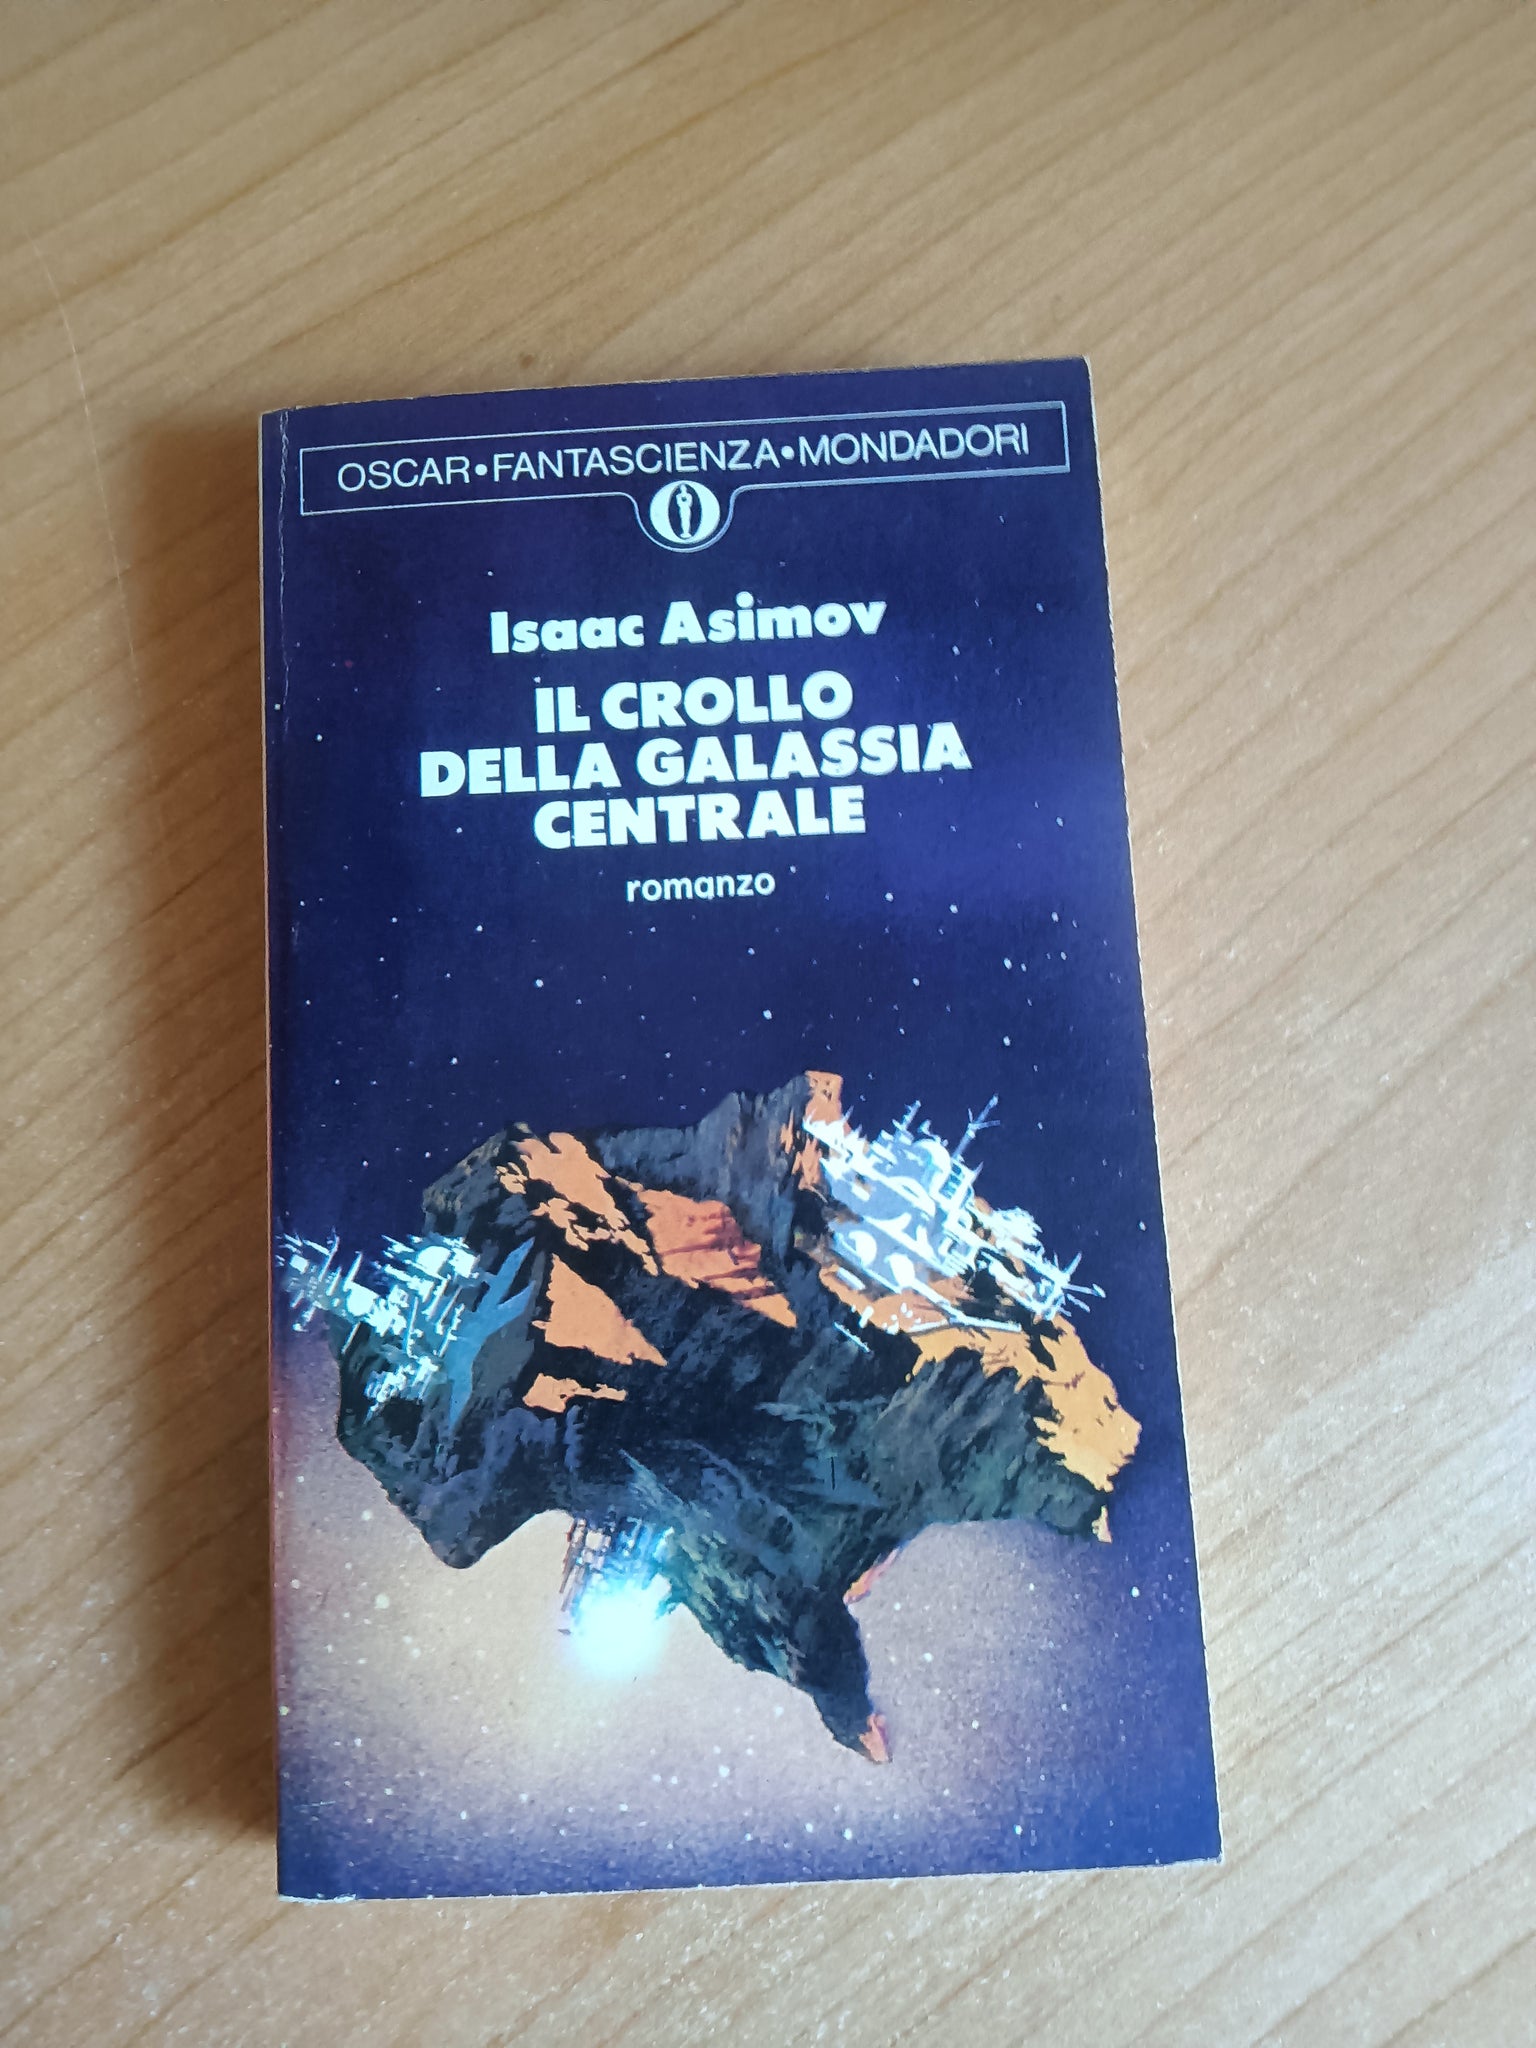 OSCAR•FANTASCIENZA•MONDADORI
Isaac Asimov
IL CROLLO
DELLA GALASSIA
CENTRALE
romanzo